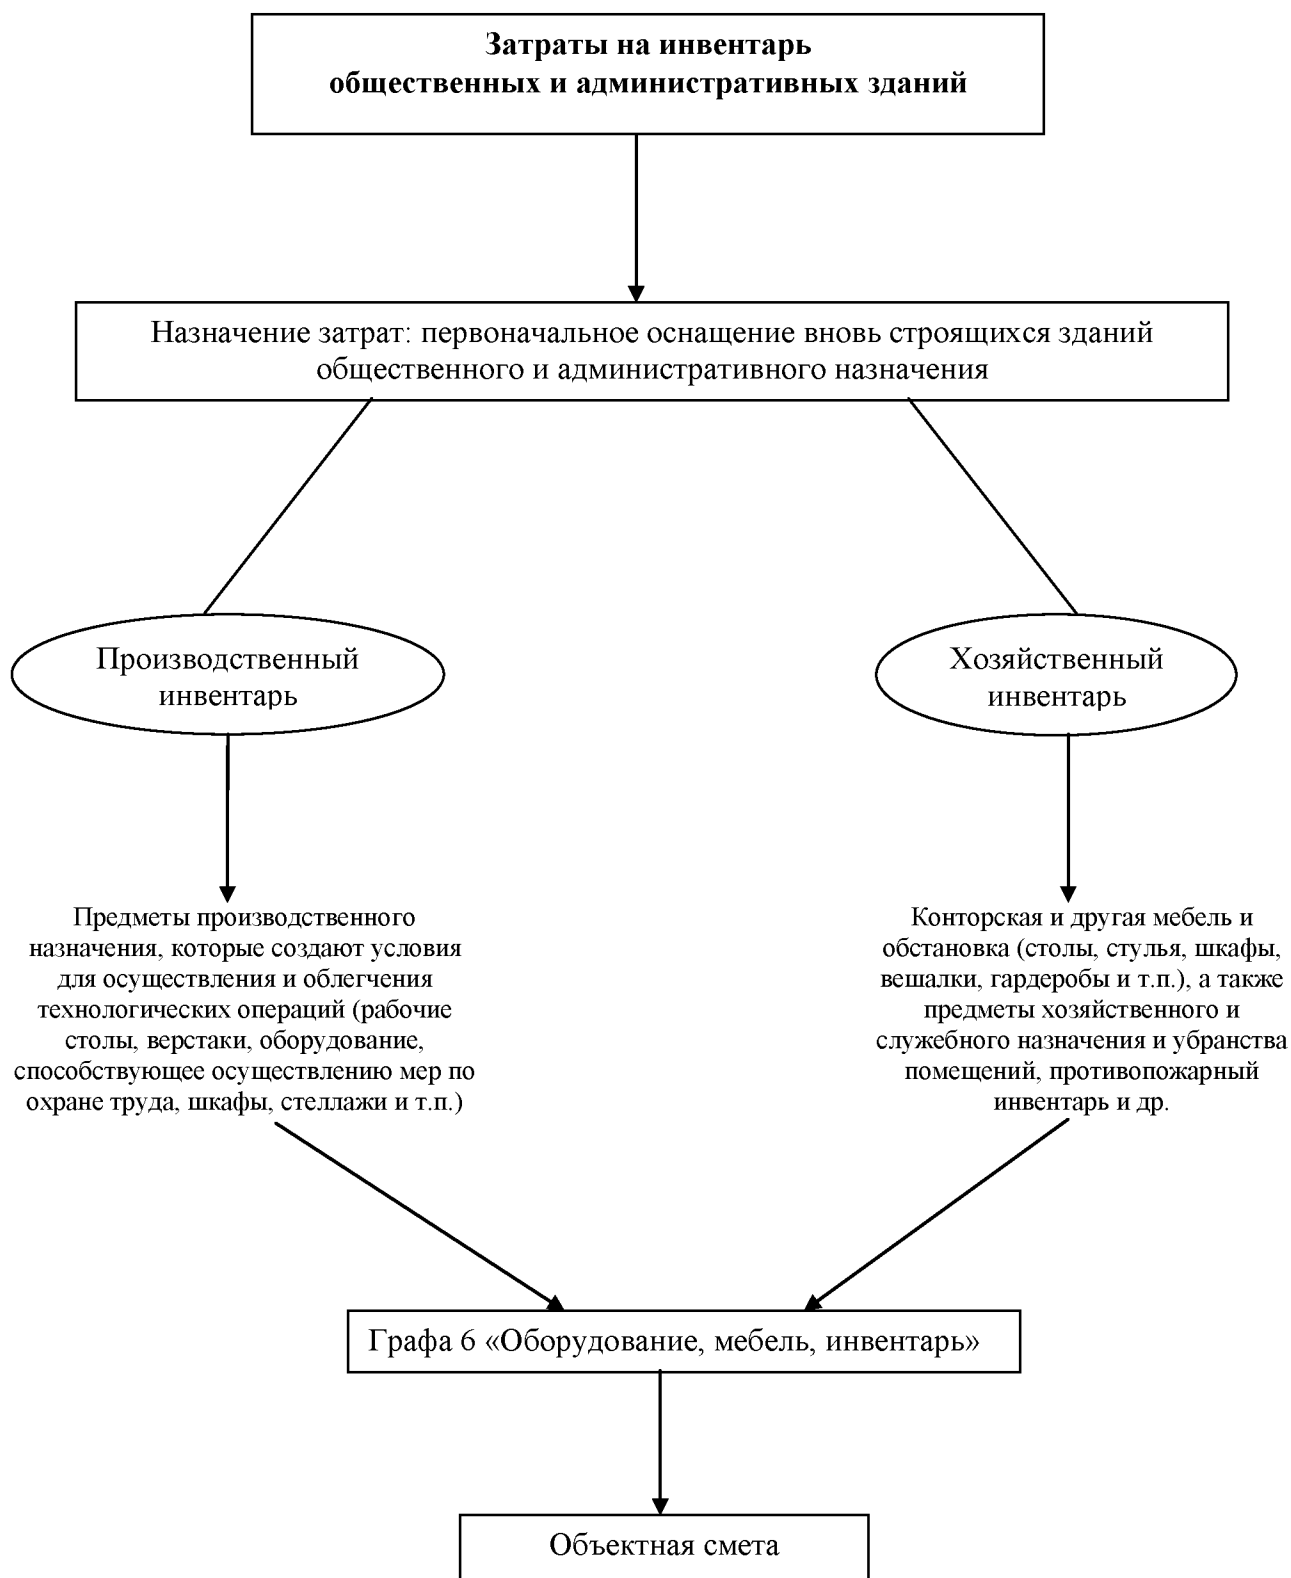 Затраты на инвентарь
общественных и административных зданий
Назначение затрат: первоначальное оснащение вновь строящихся зданий
общественного и административного назначения
Производственный
инвентарь
Хозяйственный
инвентарь
Предметы производственного
назначения, которые создают условия
для осуществления и облегчения
технологических операций (рабочие
столы, верстаки, оборудование,
способствующее осуществлению мер по
охране труда, шкафы, стеллажи и т.п.)
Конторская и другая мебель и
обстановка (столы, стулья, шкафы,
вешалки, гардеробы и т.п.), а также
предметы хозяйственного и
служебного назначения и убранства
помещений, противопожарный
инвентарь и др.
Графа 6 «Оборудование, мебель, инвентарь»
Объектная смета